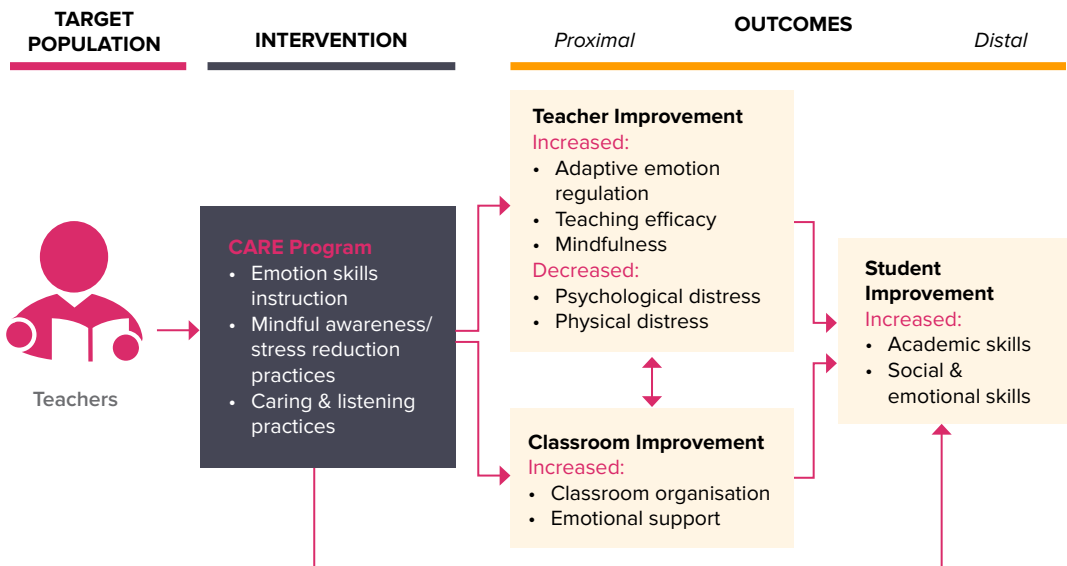 TARGET
POPULATION
INTERVENTION
OUTCOMES
Proximal
Distal
Teachers
CARE Program
• Emotion skills
instruction
• Mindful awareness/
stress reduction
practices
• Caring & listening
practices
Teacher Improvement
Increased:
• Adaptive emotion
regulation
• Teaching efficacy
• Mindfulness
Decreased:
• Psychological distress
• Physical distress
Classroom Improvement
Increased:
• Classroom organisation
• Emotional support
Student
Improvement
Increased:
• Academic skills
• Social &
emotional skills